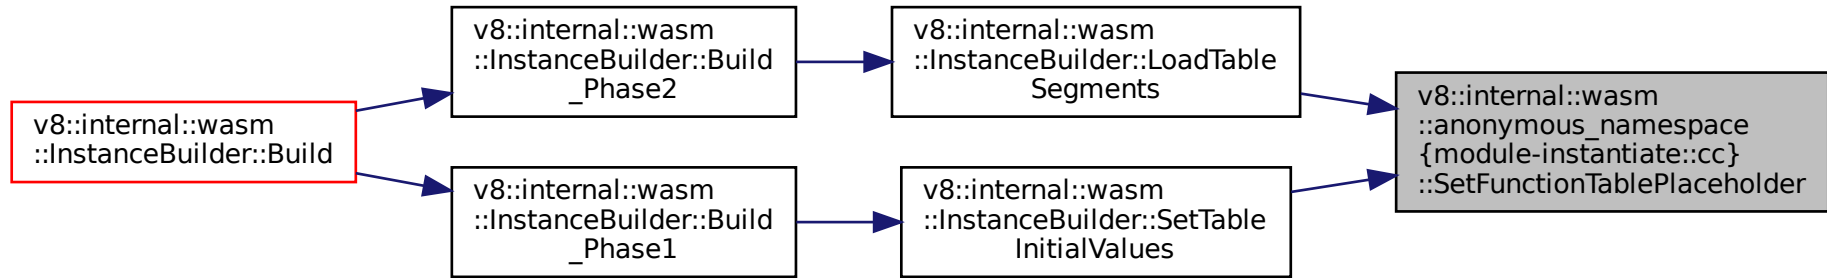 v8::internal::wasm
::InstanceBuilder::Build
v8::internal::wasm
::InstanceBuilder::Build
_Phase2
v8::internal::wasm
::InstanceBuilder::LoadTable
Segments
v8::internal::wasm
::InstanceBuilder::Build
_Phase1
v8::internal::wasm
::InstanceBuilder::SetTable
InitialValues
v8::internal::wasm
::anonymous_namespace
{module-instantiate::cc}
::SetFunctionTablePlaceholder